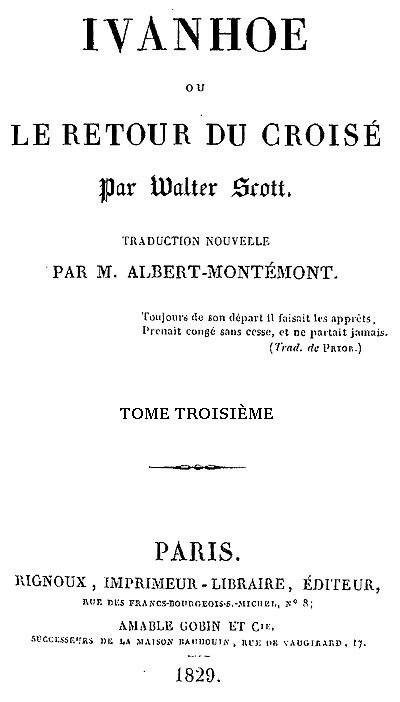 IVANHOE
OU
LE RETOUR DU CROISÉ
Par Walter Scott.
TRADUCTION NOUVELLE
PAR M. ALBERT-MONTÉMONT.
Toujours de son départ il faisait les apprêts,
Prenait congé sans cesse, et ne partait jamais.
(Trad. de PRIOR.)
TOME TROISIÈME
PARIS.
RIGNOUX, IMPRIMEUR-LIBRAIRE, ÉDITEUR,
RUE DES FRANCS-BOURGEOIS-S.-MICHEL, N° 8;
AMABLE GOBIN ET Cie,
SUCCESSEURS DE LA MAISON BAUDOUIN, RUE DE VAUGIRARD, 17.
1829.